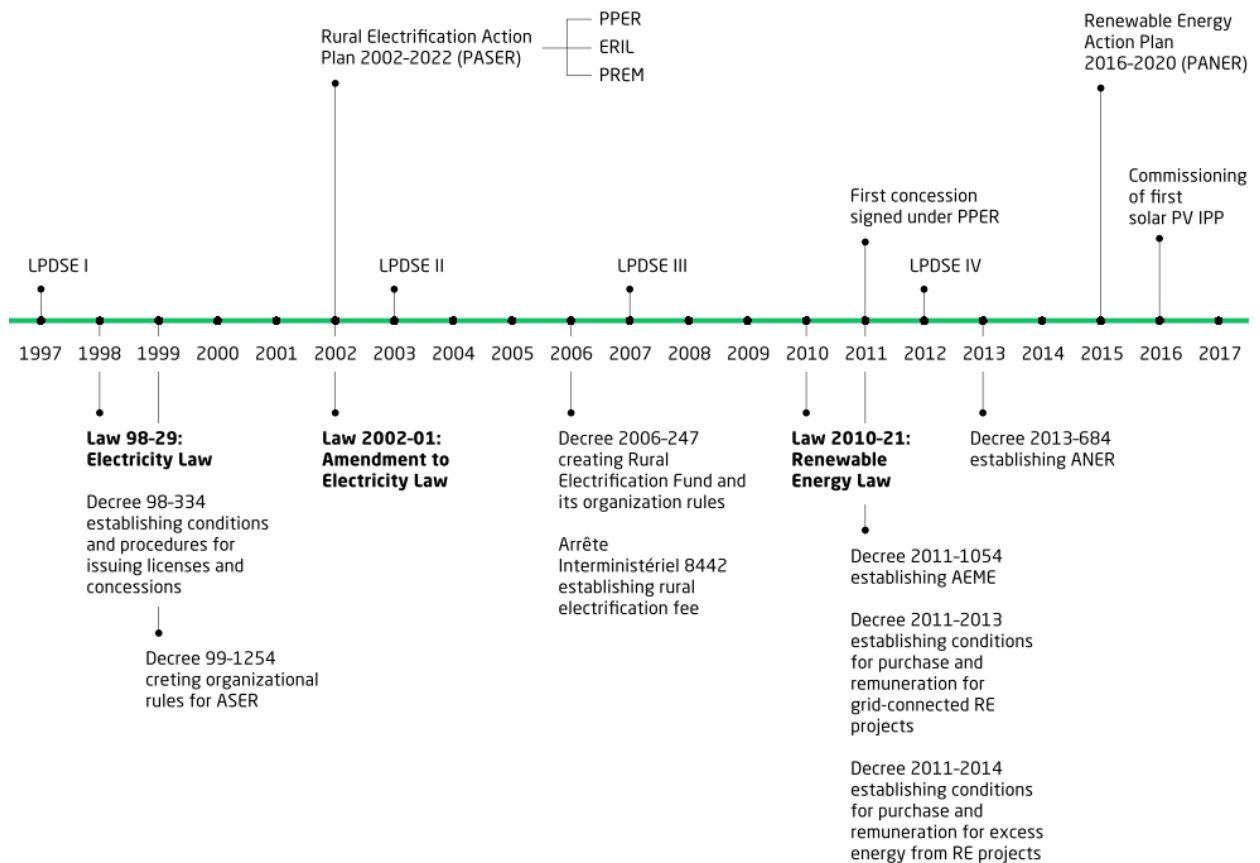 Rural Electrification Action
Plan 2002-2022 (PASER)
PPER
ERIL
PREM
Renewable Energy
Action Plan
2016-2020 (PANER)
First concession
signed under PPER
Commissioning
of first
solar PV IPP
LPDSE I
LPDSE II
LPDSE III
LPDSE IV
1997 1998 1999 2000 2001 2002 2003 2004 2005 2006 2007 2008 2009 2010 2011 2012 2013 2014 2015 2016 2017
Law 98-29:
Electricity Law
Decree 98-334
establishing conditions
and procedures for
issuing licenses and
concessions
Decree 99-1254
creting organizational
rules for ASER
Law 2002-01:
Amendment to
Electricity Law
Decree 2006-247
creating Rural
Electrification Fund and
its organization rules
Arrête
Interministériel 8442
establishing rural
electrification fee
Law 2010-21:
Renewable
Energy Law
Decree 2011-1054
establishing AEME
Decree 2011-2013
establishing conditions
for purchase and
remuneration for
grid-connected RE
projects
Decree 2011-2014
establishing conditions
for purchase and
remuneration for excess
energy from RE projects
Decree 2013-684
establishing ANER